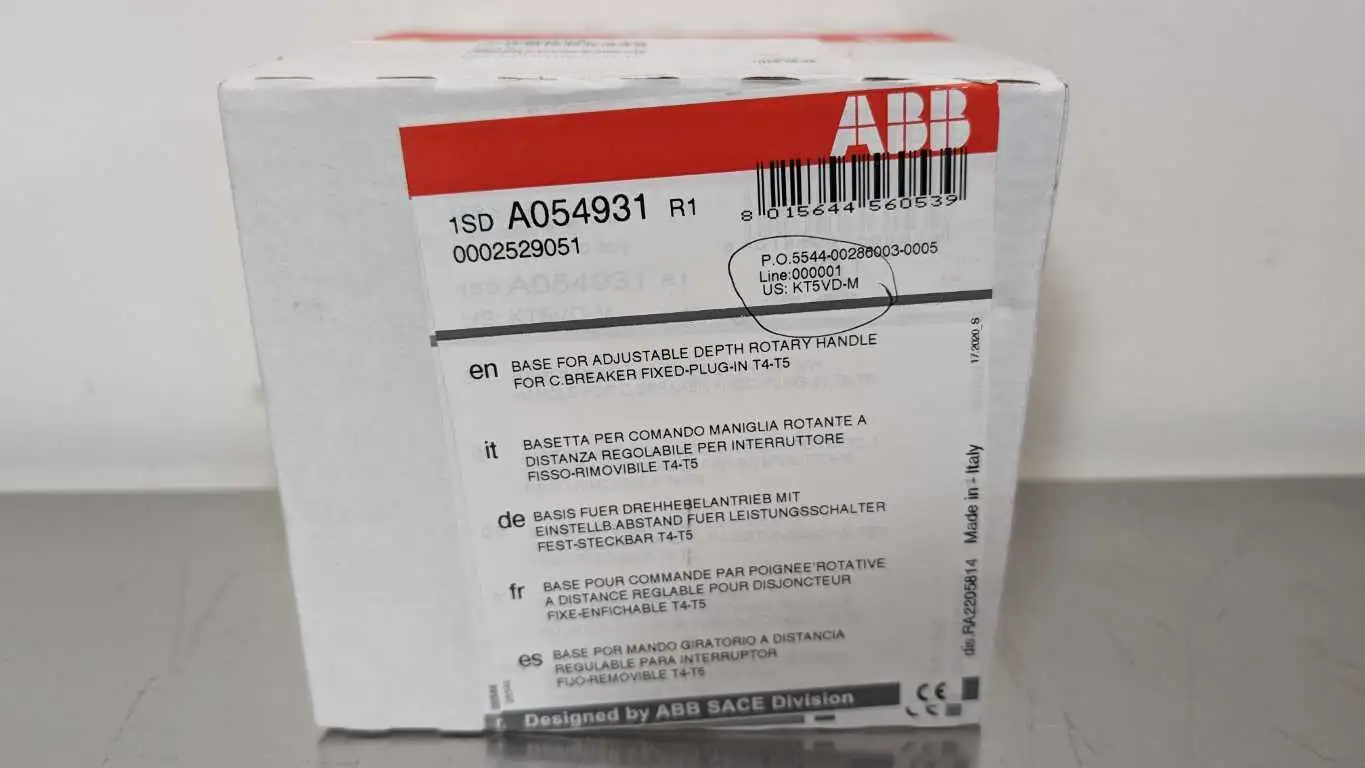 ABB
1SD A054931 R1
0002529051
8 015644 560539
P.O.5544-00286003-0005
Line:000001
US: KT5VD-M
en BASE FOR ADJUSTABLE DEPTH ROTARY HANDLE
FOR C.BREAKER FIXED-PLUG-IN T4-T5
it BASETTA PER COMANDO MANIGLIA ROTANTE A
DISTANZA REGOLABILE PER INTERRUTTORE
FISSO-RIMOVIBILE T4-T5
de BASIS FUER DREHHEBELANTRIEB MIT
EINSTELLB.ABSTAND FUER LEISTUNGSSCHALTER
FEST-STECKBAR T4-T5
fr BASE POUR COMMANDE PAR POIGNEE'ROTATIVE
A DISTANCE REGLABLE POUR DISJONCTEUR
FIXE-ENFICHABLE T4-T5
es BASE POR MANDO GIRATORIO A DISTANCIA
REGULABLE PARA INTERRUPTOR
FIJO-REMOVIBLE T4-T5
Designed by ABB SACE Division
CE
17.2020_S
dis.RA2205814 Made in - Italy